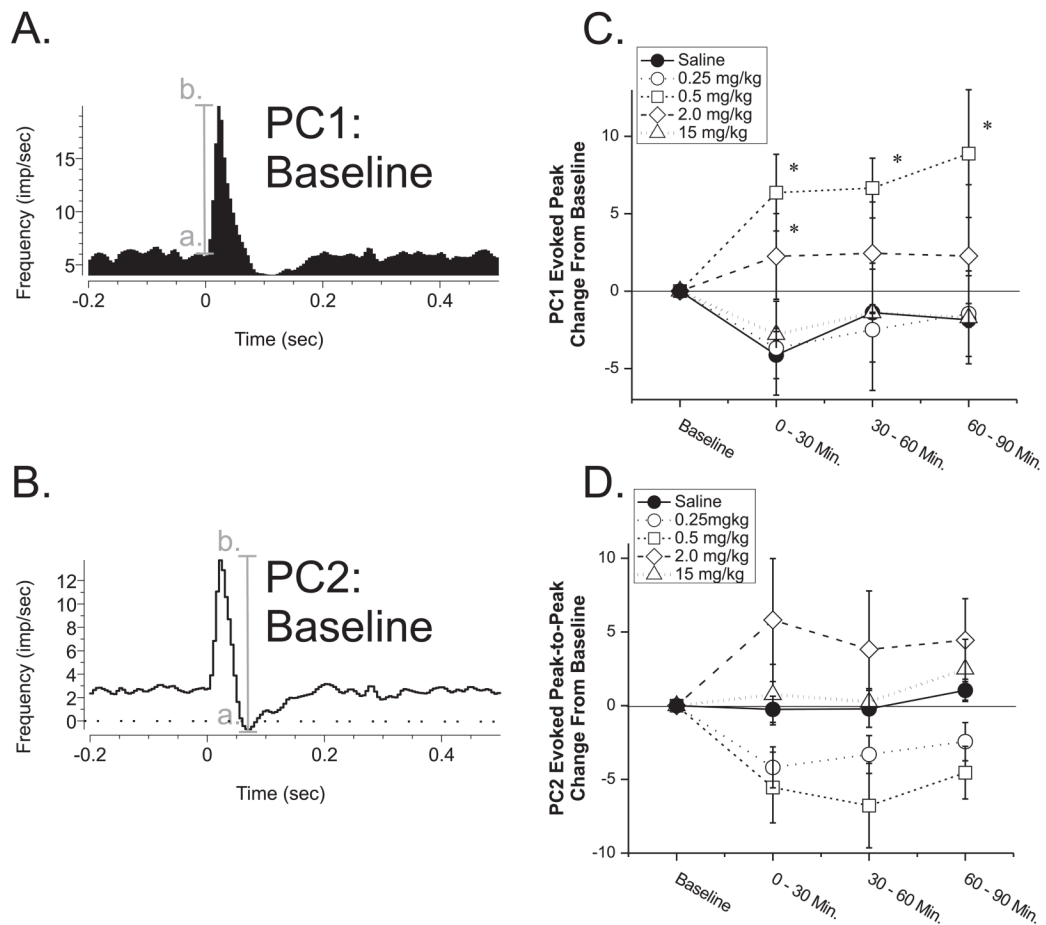 A.
b.
a.
PC1:
Baseline
Frequency (imp/sec)
15
10
5
-0.2
0
0.2
0.4
Time (sec)
B.
b.
a.
PC2:
Baseline
Frequency (imp/sec)
12
10
8
6
4
2
0
-0.2
0
0.2
0.4
Time (sec)
C.
Saline
0.25 mg/kg
0.5 mg/kg
2.0 mg/kg
15 mg/kg
PC1 Evoked Peak
Change From Baseline
10
5
0
-5
*
*
*
*
Baseline
0 - 30 Min.
30 - 60 Min.
60 - 90 Min.
D.
Saline
0.25mgkg
0.5 mg/kg
2.0 mg/kg
15 mg/kg
PC2 Evoked Peak-to-Peak
Change From Baseline
10
5
0
-5
-10
Baseline
0 - 30 Min.
30 - 60 Min.
60 - 90 Min.